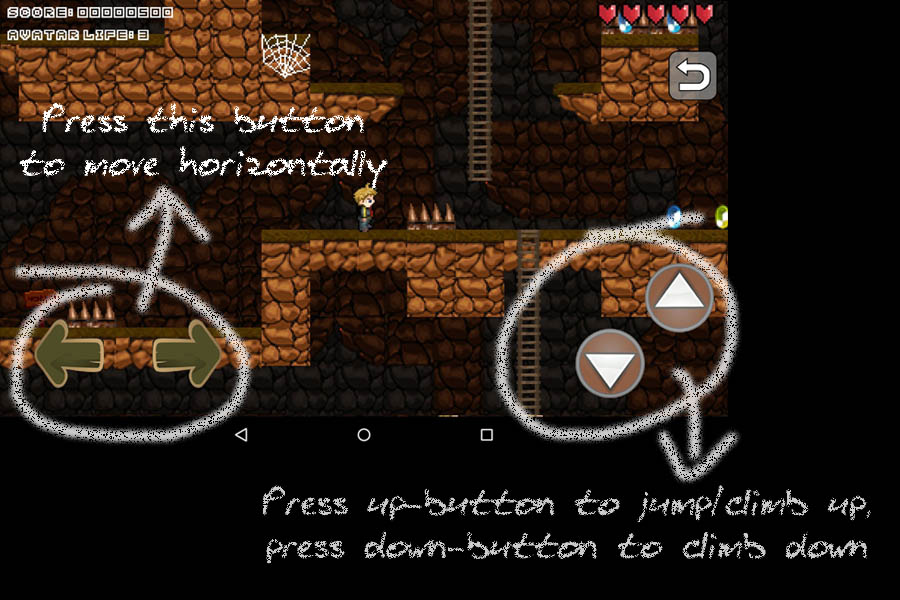 SCORE: 00000500
AVATAR LIFE: 3
Press this button
to move horizontally
Press up-button to jump/climb up,
press down-button to climb down